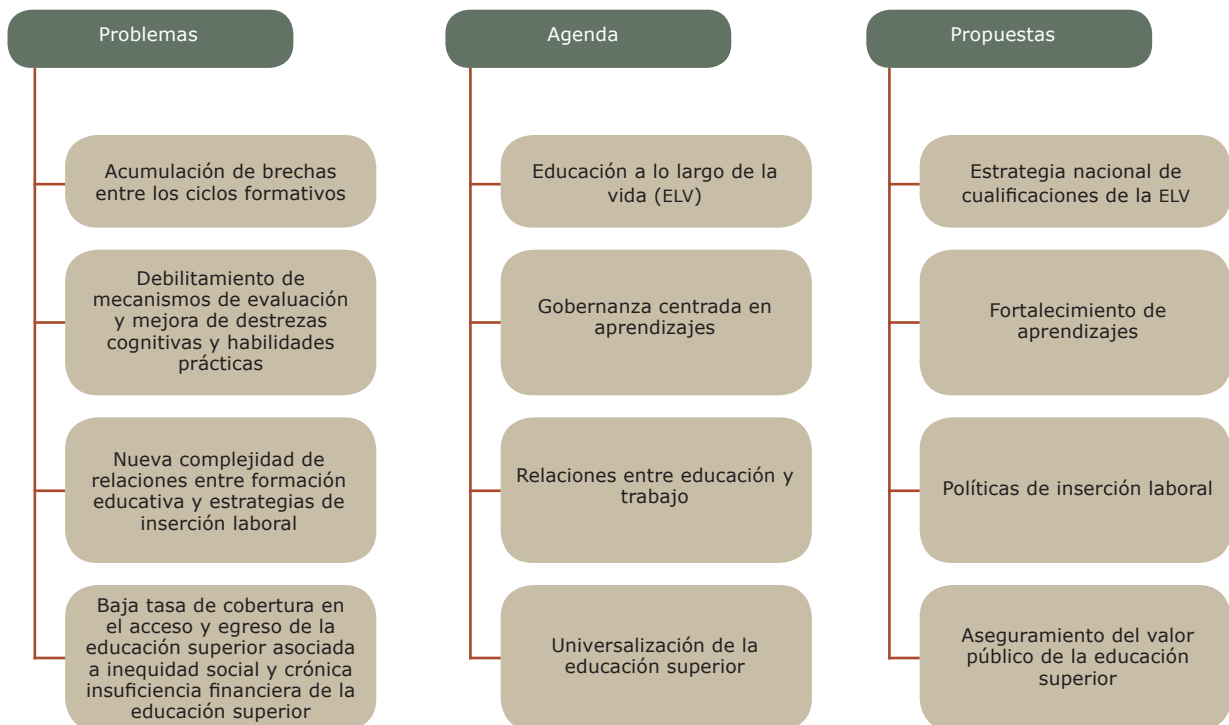 Problemas
Acumulación de brechas
entre los ciclos formativos
Debilitamiento de
mecanismos de evaluación
y mejora de destrezas
cognitivas y habilidades
prácticas
Nueva complejidad de
relaciones entre formación
educativa y estrategias de
inserción laboral
Baja tasa de cobertura en
el acceso y egreso de la
educación superior asociada
a inequidad social y crónica
insuficiencia financiera de la
educación superior
Agenda
Educación a lo largo de la
vida (ELV)
Gobernanza centrada en
aprendizajes
Relaciones entre educación y
trabajo
Universalización de la
educación superior
Propuestas
Estrategia nacional de
cualificaciones de la ELV
Fortalecimiento de
aprendizajes
Políticas de inserción laboral
Aseguramiento del valor
público de la educación
superior